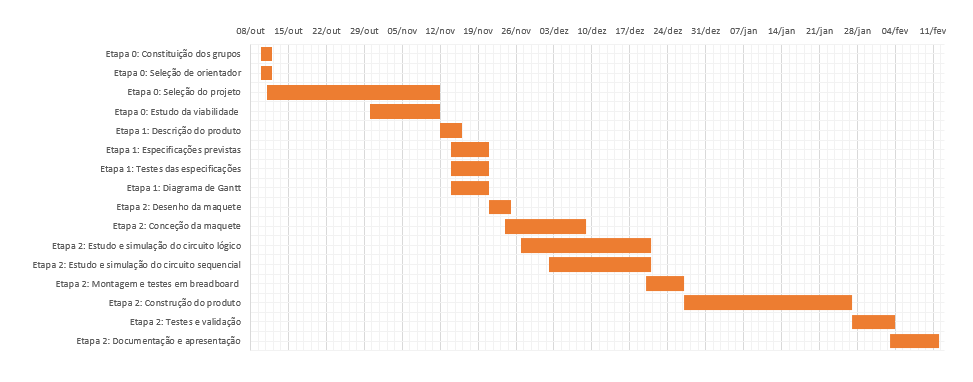 08/out 15/out 22/out 29/out 05/nov 12/nov 19/nov 26/nov 03/dez 10/dez 17/dez 24/dez 31/dez 07/jan 14/jan 21/jan 28/jan 04/fev 11/fev
Etapa 0: Constituição dos grupos
Etapa 0: Seleção de orientador
Etapa 0: Seleção do projeto
Etapa 0: Estudo da viabilidade
Etapa 1: Descrição do produto
Etapa 1: Especificações previstas
Etapa 1: Testes das especificações
Etapa 1: Diagrama de Gantt
Etapa 2: Desenho da maquete
Etapa 2: Conceção da maquete
Etapa 2: Estudo e simulação do circuito lógico
Etapa 2: Estudo e simulação do circuito sequencial
Etapa 2: Montagem e testes em breadboard
Etapa 2: Construção do produto
Etapa 2: Testes e validação
Etapa 2: Documentação e apresentação